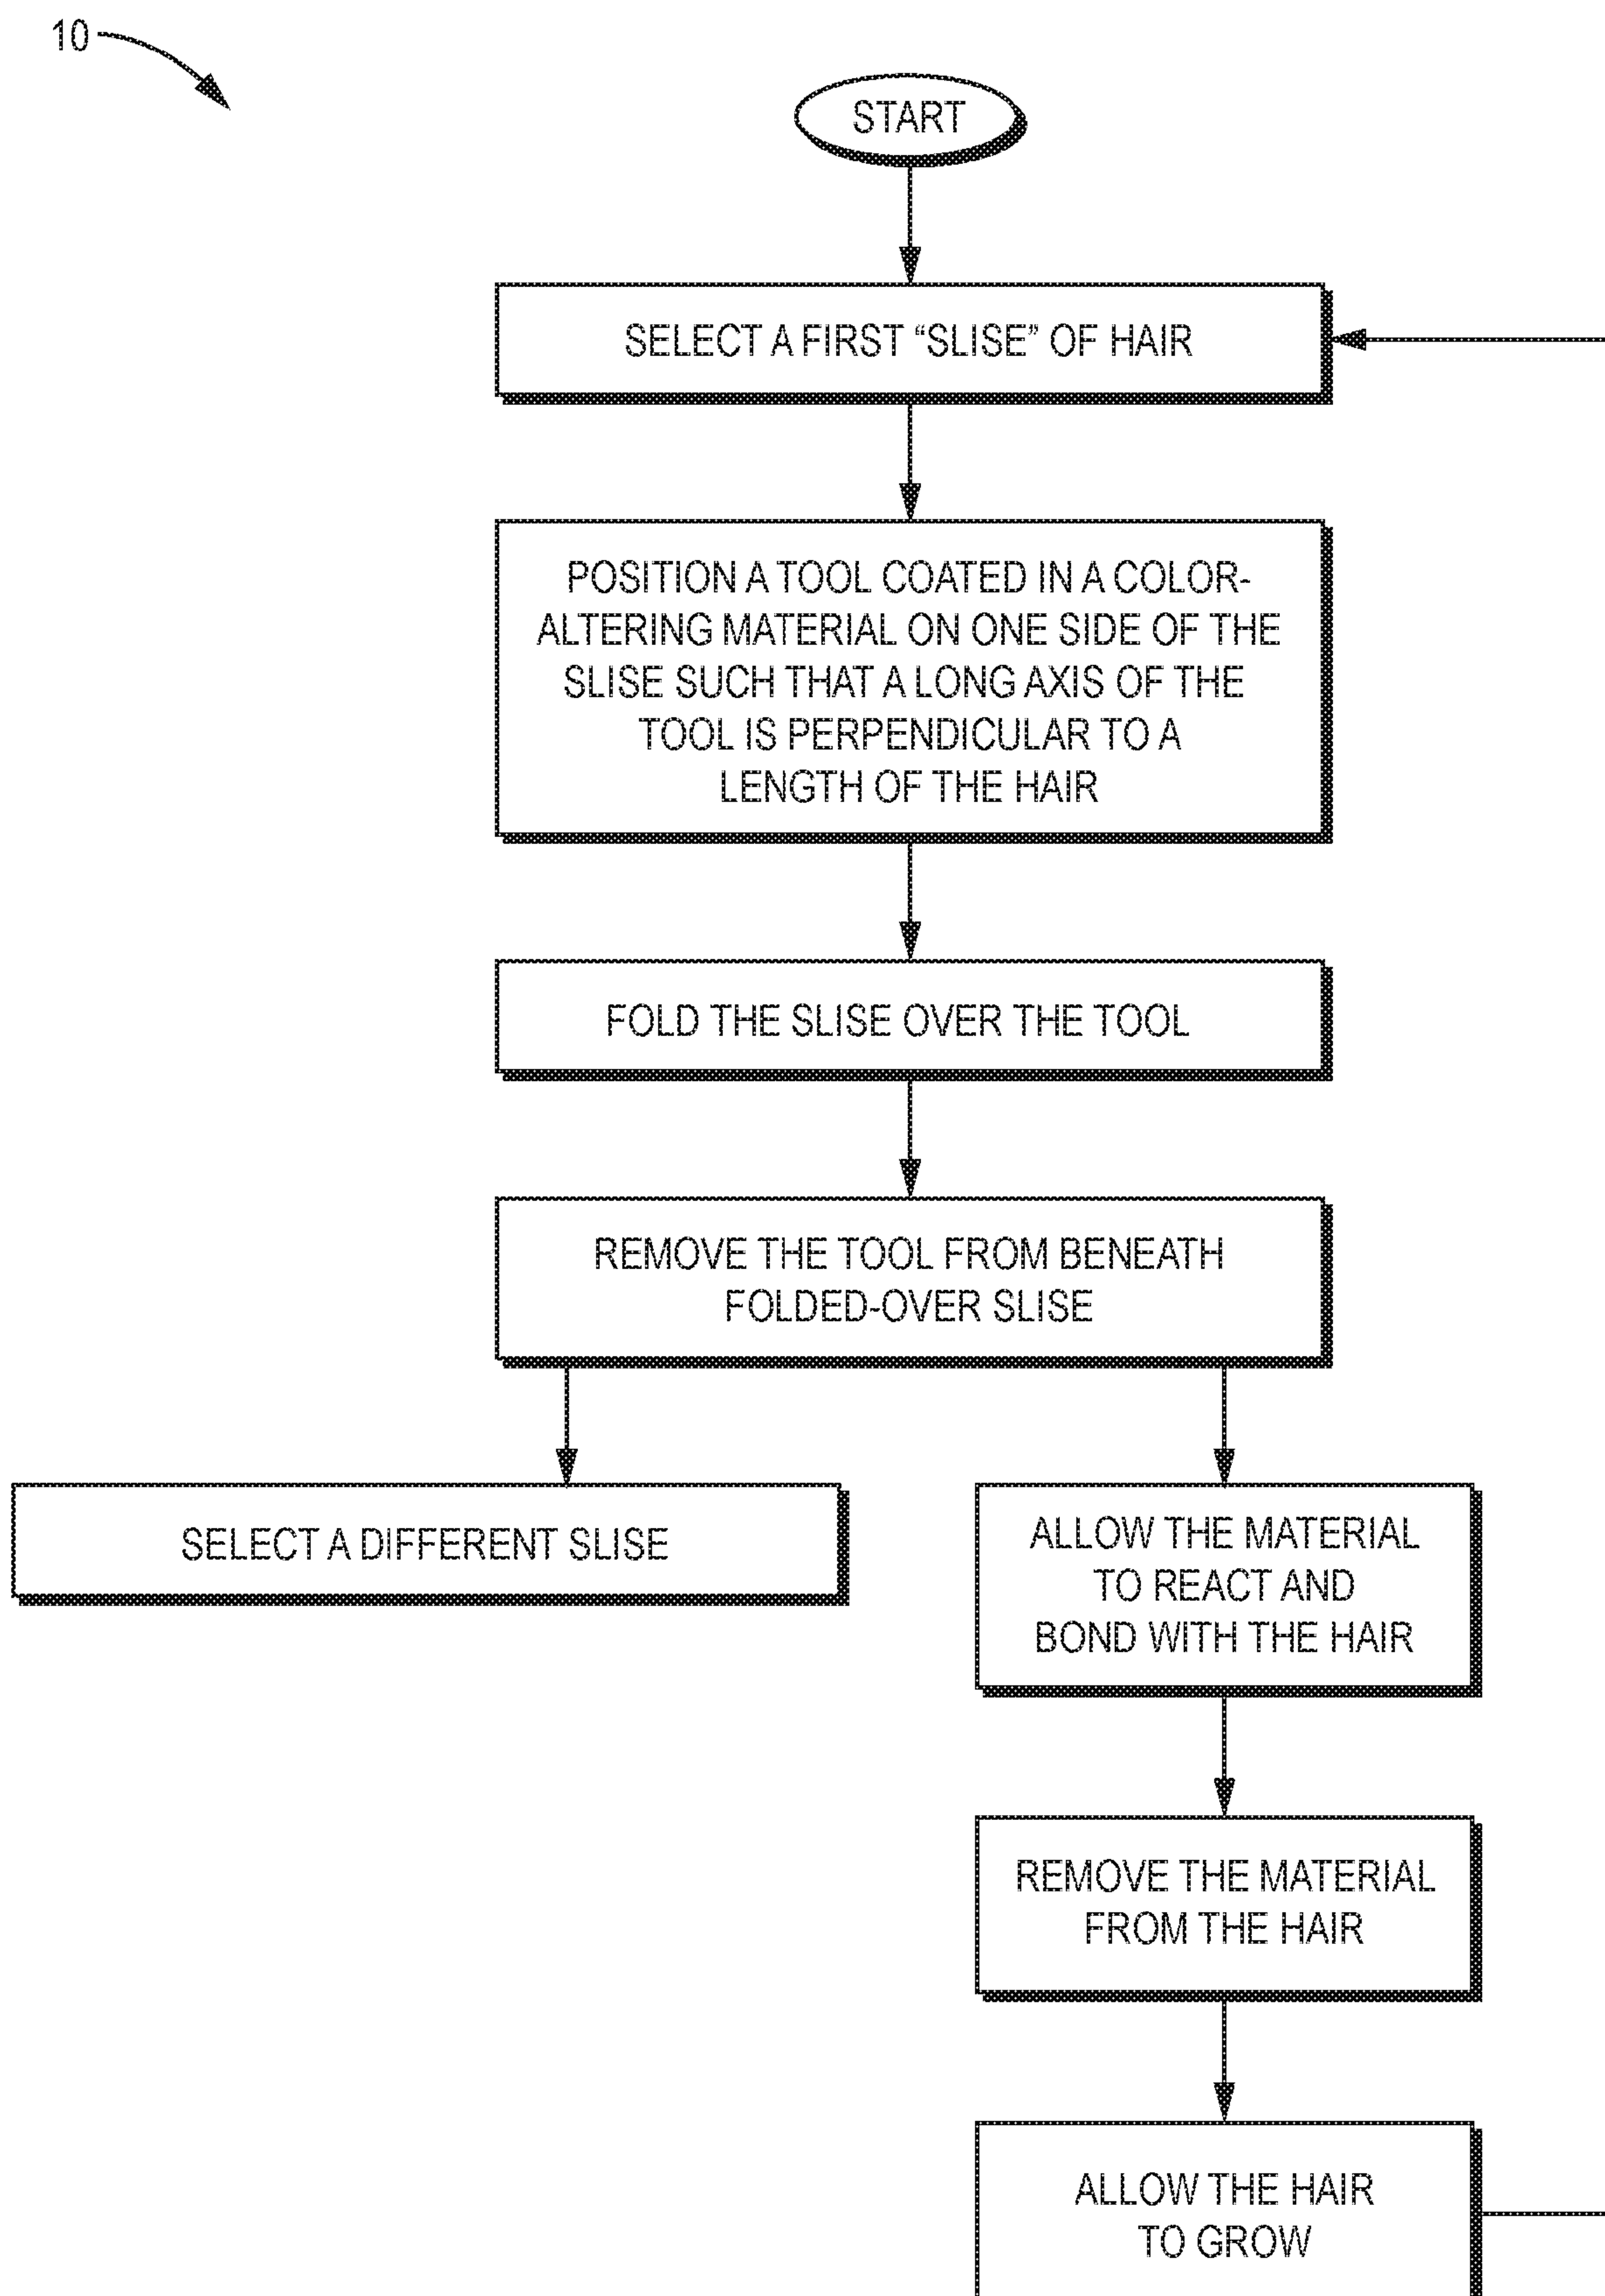 10
START
SELECT A FIRST “SLISE” OF HAIR
POSITION A TOOL COATED IN A COLOR-
ALTERING MATERIAL ON ONE SIDE OF THE
SLISE SUCH THAT A LONG AXIS OF THE
TOOL IS PERPENDICULAR TO A
LENGTH OF THE HAIR
FOLD THE SLISE OVER THE TOOL
REMOVE THE TOOL FROM BENEATH
FOLDED-OVER SLISE
SELECT A DIFFERENT SLISE
ALLOW THE MATERIAL
TO REACT AND
BOND WITH THE HAIR
REMOVE THE MATERIAL
FROM THE HAIR
ALLOW THE HAIR
TO GROW